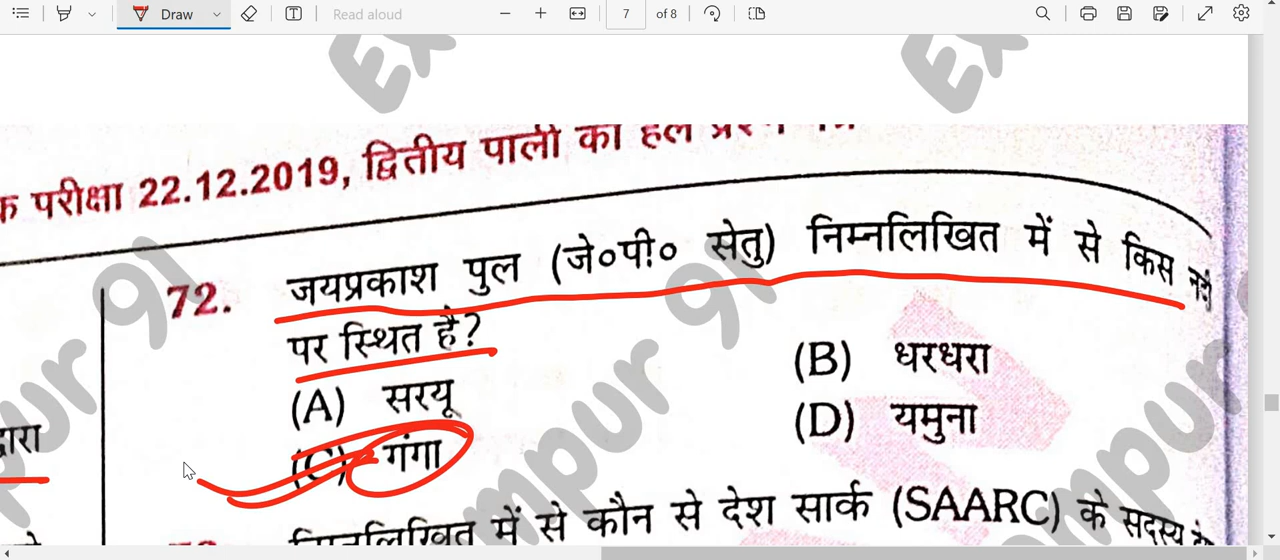 Draw
Read aloud
7 of 8
क परीक्षा 22.12.2019, द्वितीय पाली का हल
72. जयप्रकाश पुल (जे०पी० सेतु) निम्नलिखित में से किस नदी
पर स्थित है?
(A) सरयू
(B) धरधरा
(C) गंगा
(D) यमुना
द्वारा
निम्नलिखित में से कौन से देश सार्क (SAARC) के सदस्य